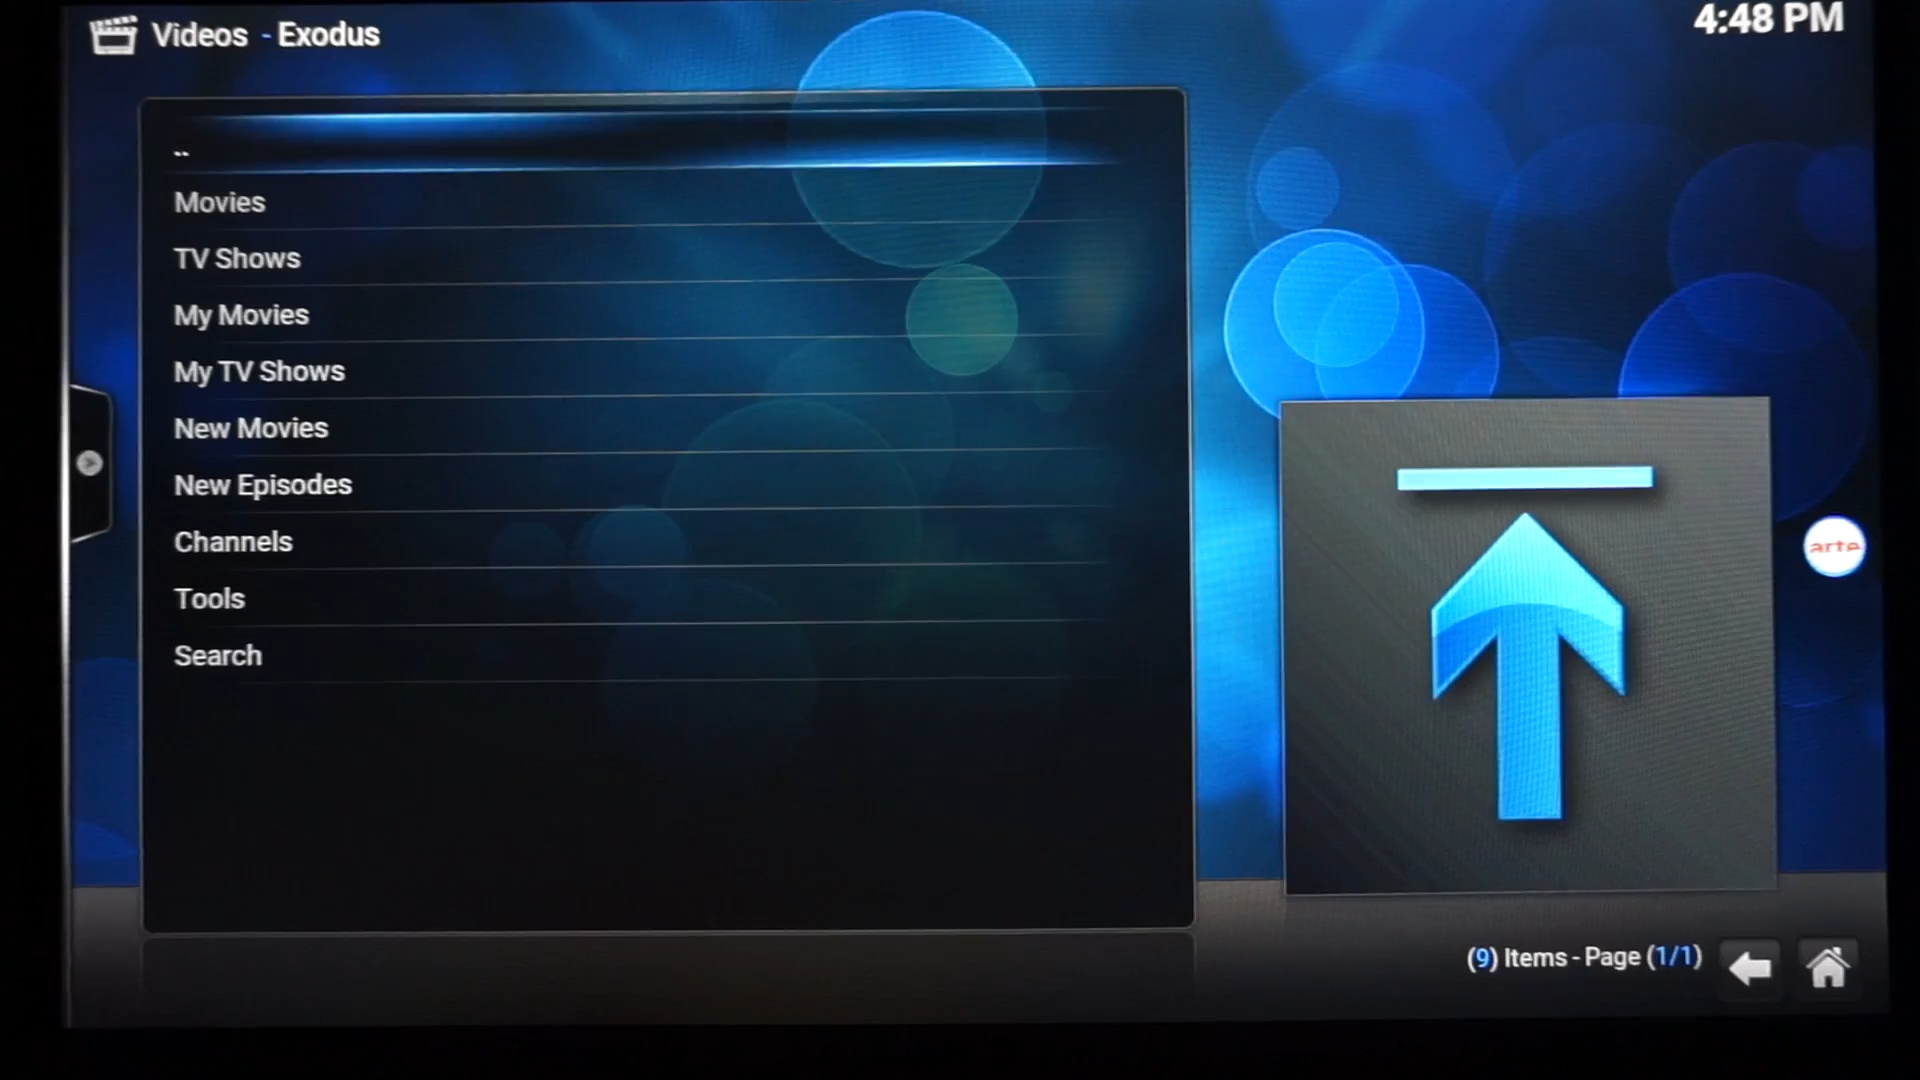 Videos - Exodus
4:48 PM
..
Movies
TV Shows
My Movies
My TV Shows
New Movies
New Episodes
Channels
Tools
Search
arte
(9) Items - Page (1/1)